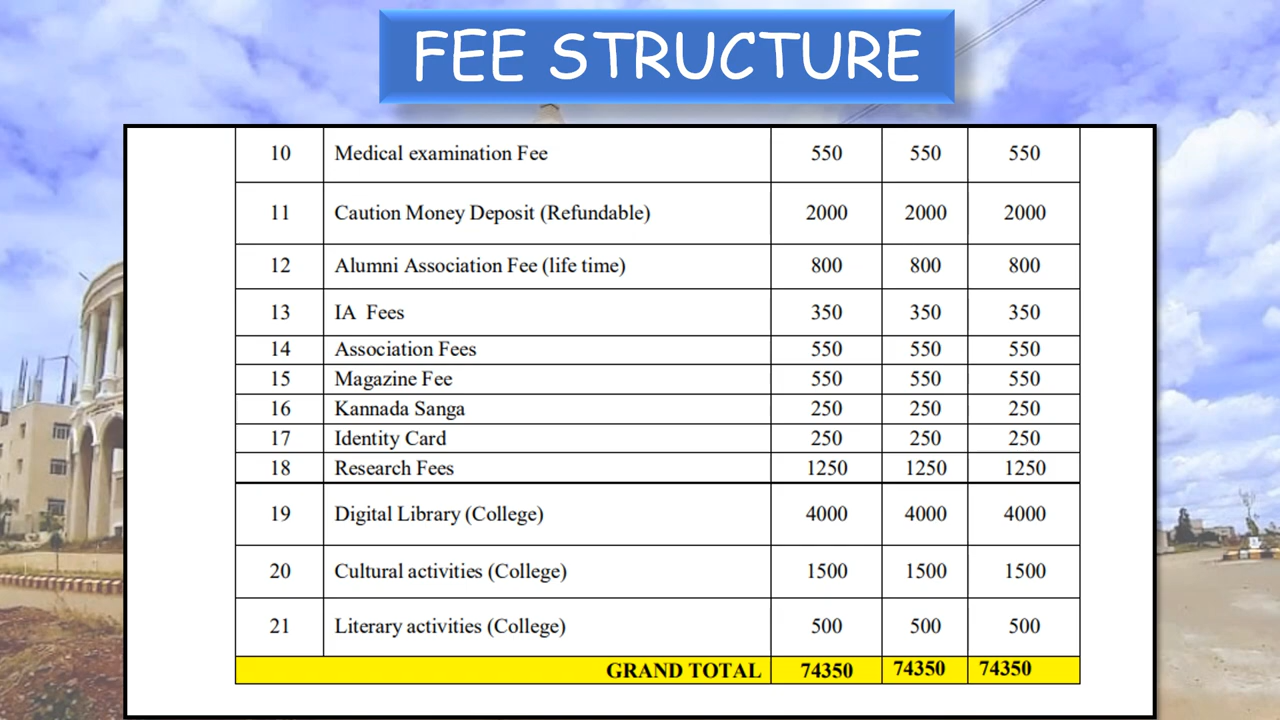 FEE STRUCTURE
10 Medical examination Fee 550 550 550
11 Caution Money Deposit (Refundable) 2000 2000 2000
12 Alumni Association Fee (life time) 800 800 800
13 IA Fees 350 350 350
14 Association Fees 550 550 550
15 Magazine Fee 550 550 550
16 Kannada Sanga 250 250 250
17 Identity Card 250 250 250
18 Research Fees 1250 1250 1250
19 Digital Library (College) 4000 4000 4000
20 Cultural activities (College) 1500 1500 1500
21 Literary activities (College) 500 500 500
GRAND TOTAL 74350 74350 74350